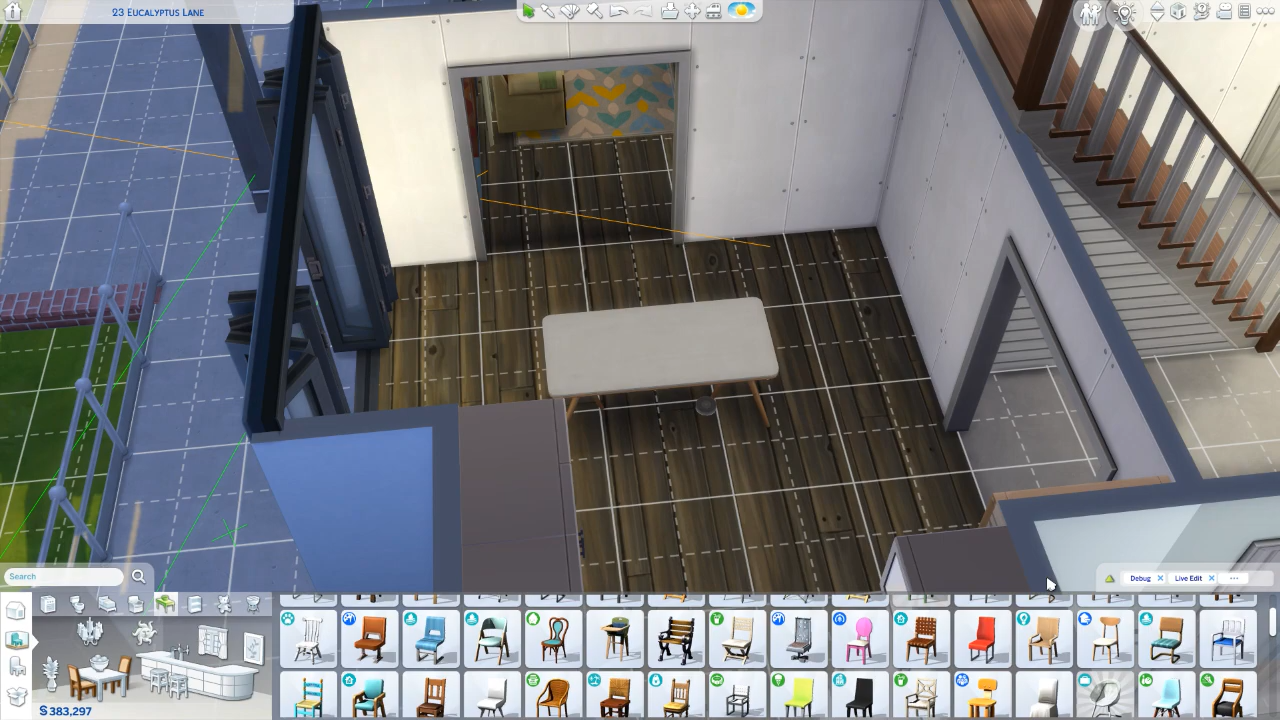 23 EUCALYPTUS LANE
Search
Debug
Live Edit
$383,297